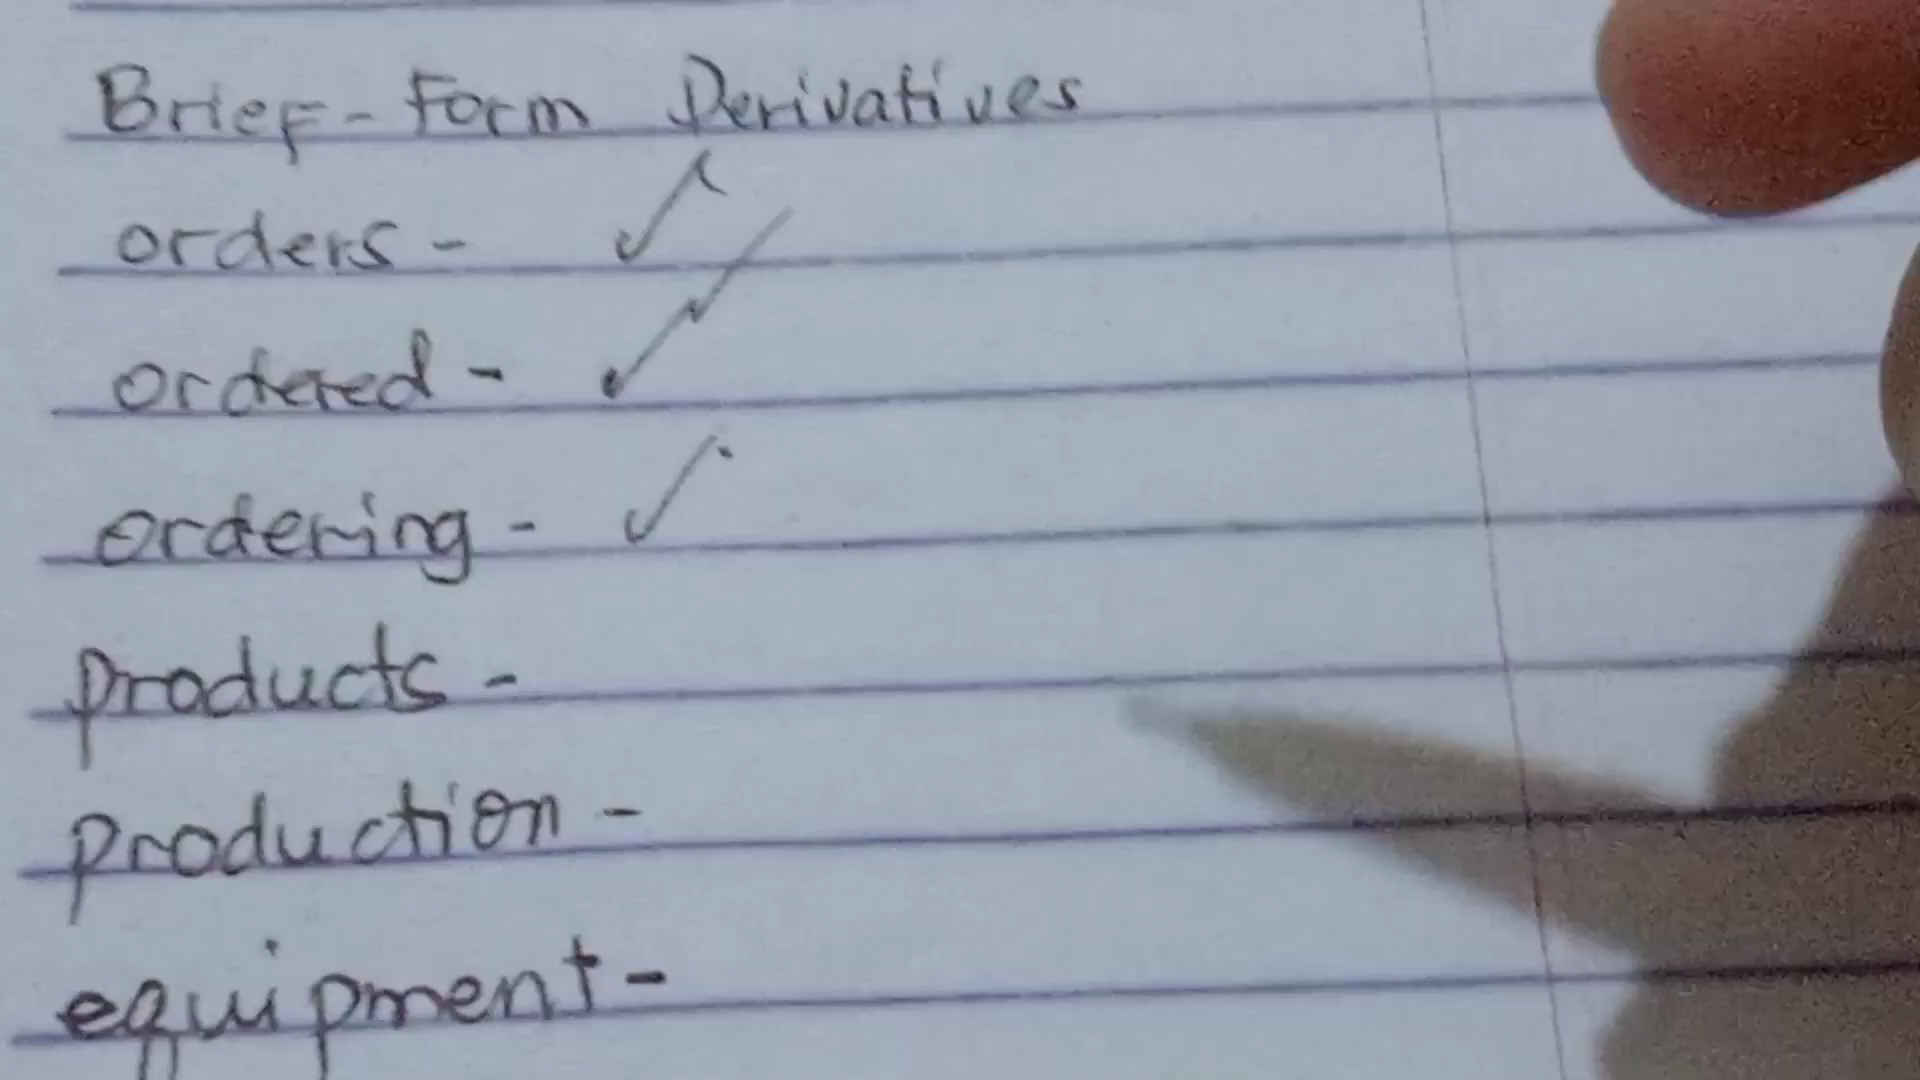 Brief-Form Derivatives
orders -
ordered -
ordering -
products -
production -
equipment -